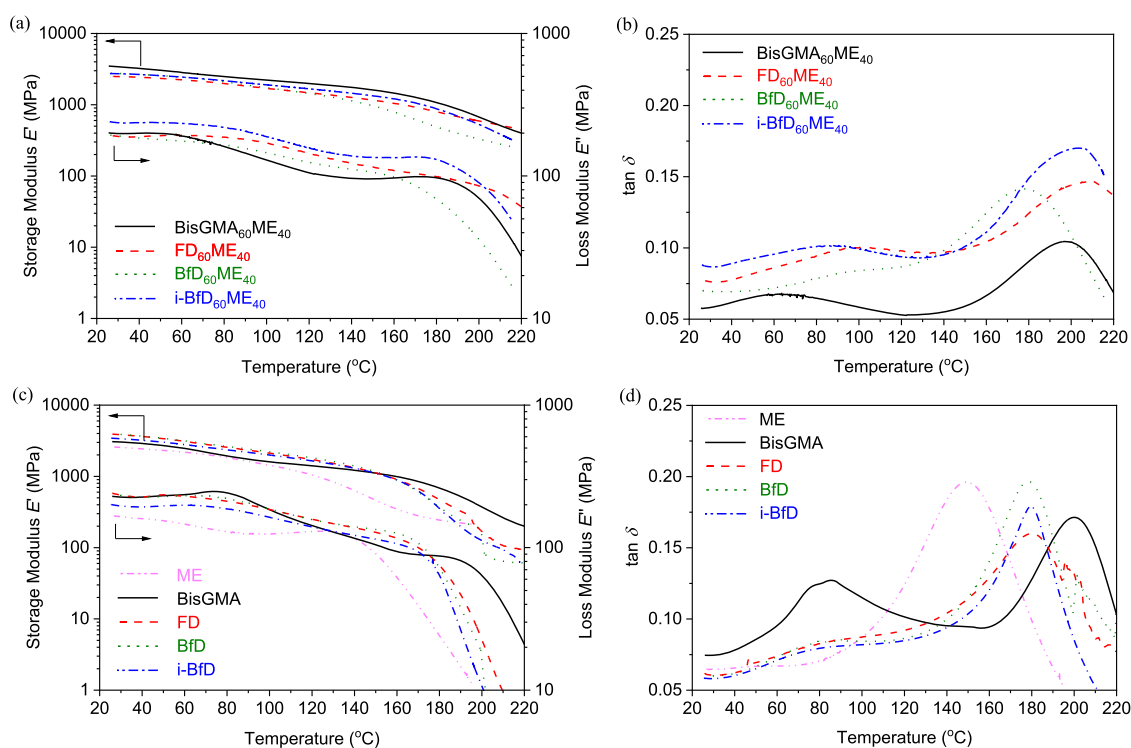 (a)
10000
1000
100
10
1
1000
100
10
Storage Modulus E' (MPa)
Loss Modulus E" (MPa)
BisGMA₆₀ME₄₀
FD₆₀ME₄₀
BfD₆₀ME₄₀
i-BfD₆₀ME₄₀
20 40 60 80 100 120 140 160 180 200 220
Temperature (°C)
(b)
0.25
0.20
0.15
0.10
0.05
tan δ
BisGMA₆₀ME₄₀
FD₆₀ME₄₀
BfD₆₀ME₄₀
i-BfD₆₀ME₄₀
20 40 60 80 100 120 140 160 180 200 220
Temperature (°C)
(c)
10000
1000
100
10
1
1000
100
10
Storage Modulus E' (MPa)
Loss Modulus E" (MPa)
ME
BisGMA
FD
BfD
i-BfD
20 40 60 80 100 120 140 160 180 200 220
Temperature (°C)
(d)
0.25
0.20
0.15
0.10
0.05
tan δ
ME
BisGMA
FD
BfD
i-BfD
20 40 60 80 100 120 140 160 180 200 220
Temperature (°C)